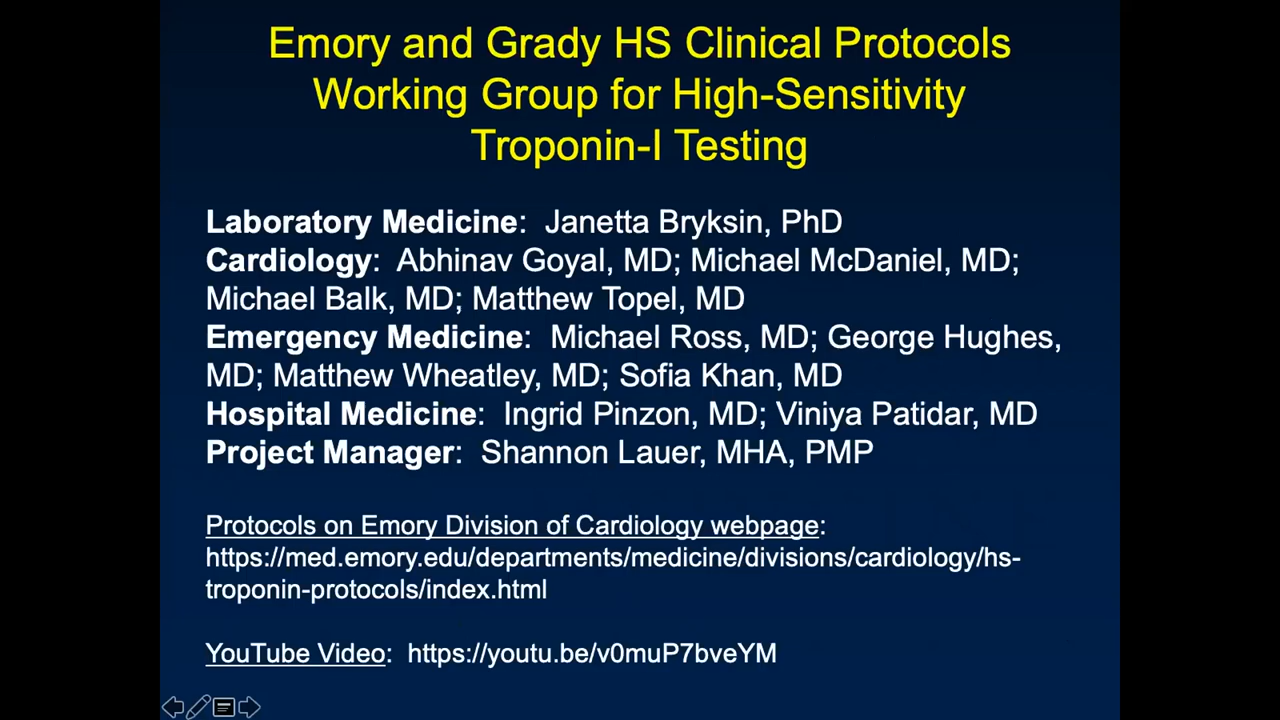 Emory and Grady HS Clinical Protocols
Working Group for High-Sensitivity
Troponin-I Testing
Laboratory Medicine:  Janetta Bryksin, PhD
Cardiology:  Abhinav Goyal, MD; Michael McDaniel, MD;
Michael Balk, MD; Matthew Topel, MD
Emergency Medicine:  Michael Ross, MD; George Hughes,
MD; Matthew Wheatley, MD; Sofia Khan, MD
Hospital Medicine:  Ingrid Pinzon, MD; Viniya Patidar, MD
Project Manager:  Shannon Lauer, MHA, PMP
Protocols on Emory Division of Cardiology webpage:
https://med.emory.edu/departments/medicine/divisions/cardiology/hs-
troponin-protocols/index.html
YouTube Video:  https://youtu.be/v0muP7bveYM